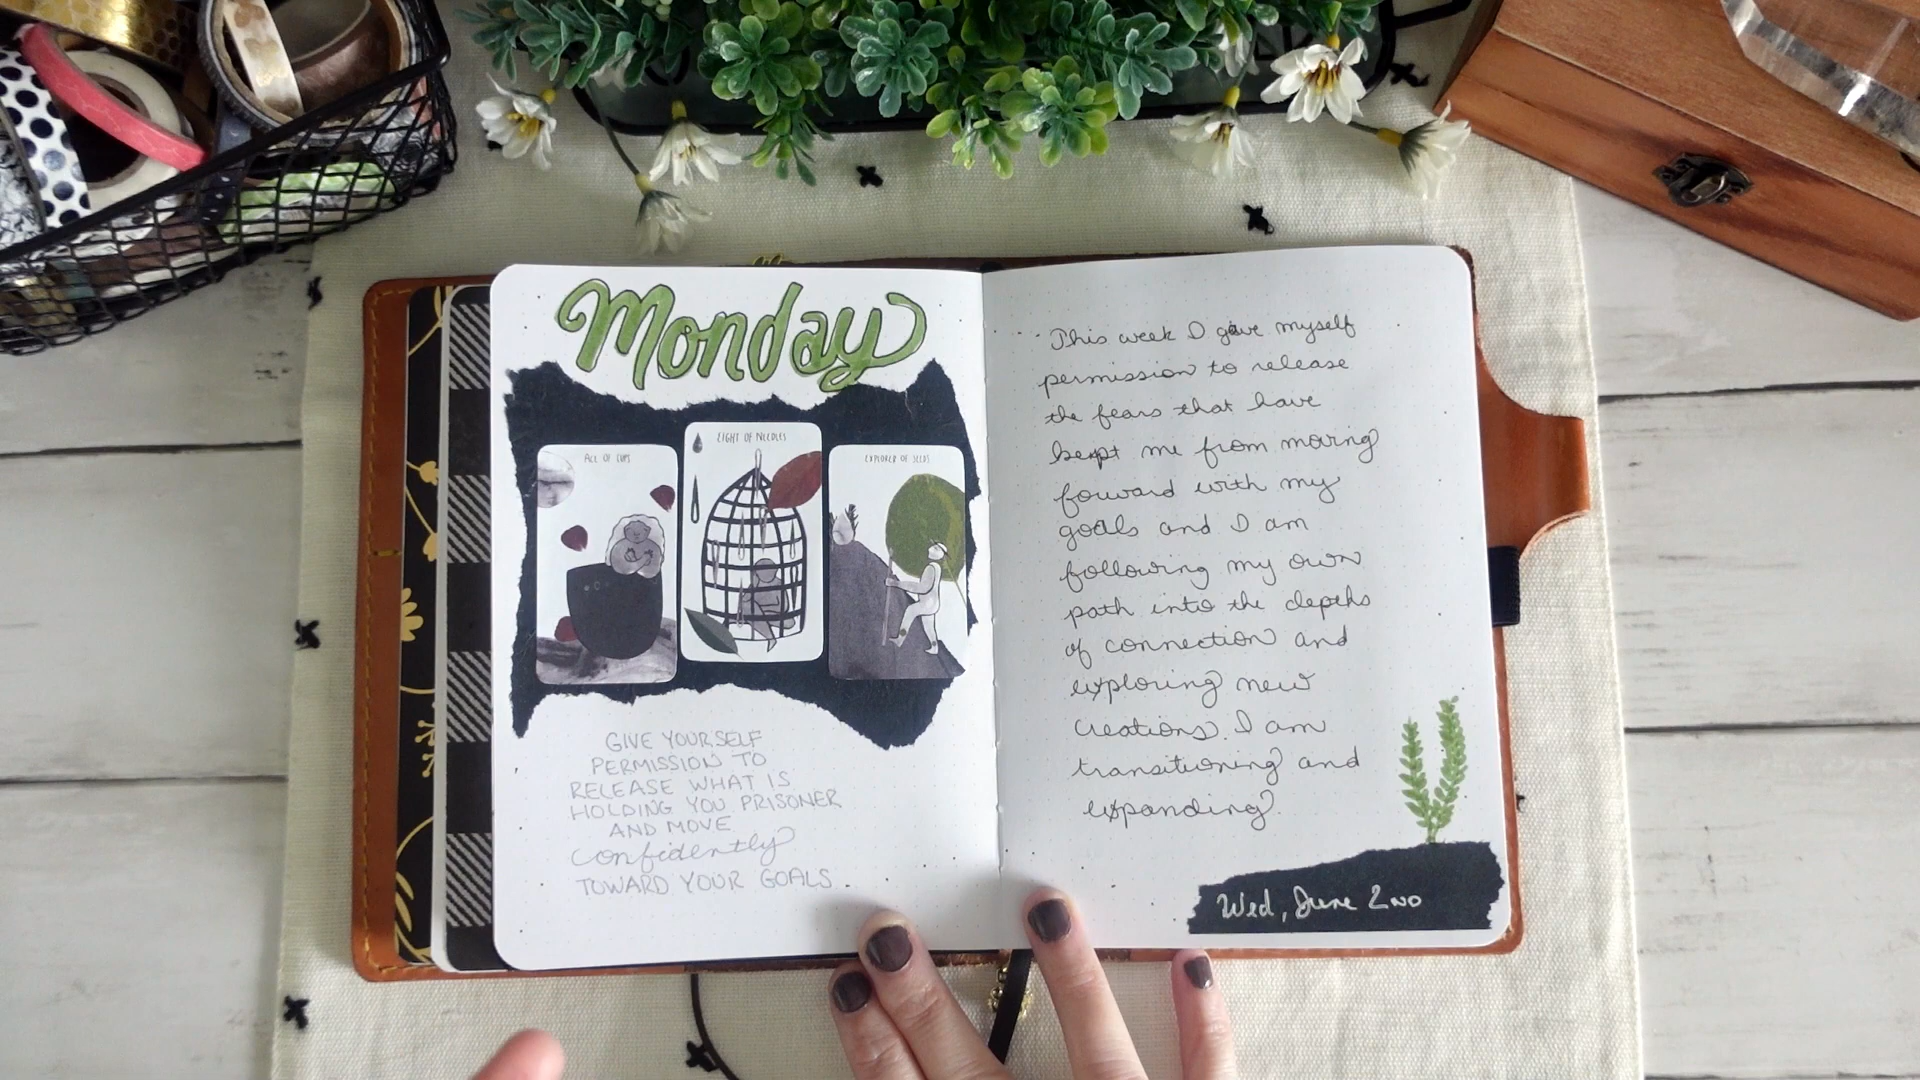 Monday
ACE OF CUPS
EIGHT OF NEEDLES
EXPLORER OF SEEDS
GIVE YOURSELF
PERMISSION TO
RELEASE WHAT IS
HOLDING YOU PRISONER
AND MOVE
confidently
TOWARD YOUR GOALS.
This week I gave myself
permission to release
the fears that have
kept me from moving
forward with my
goals and I am
following my own
path into the depths
of connection and
exploring new
creations. I am
transitioning and
expanding.
Wed, June 2ND